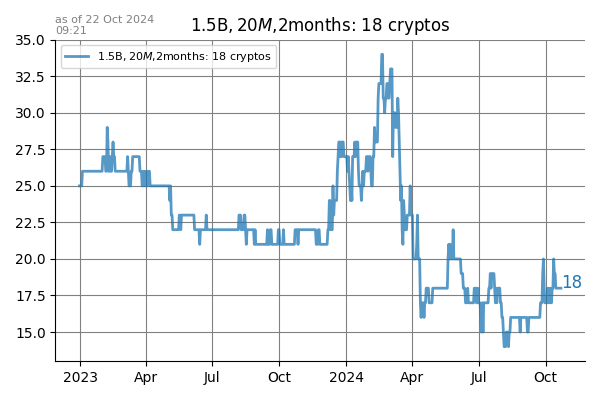 as of 22 Oct 2024
09:21
1.5B, 20M,2months: 18 cryptos
1.5B, 20M,2months: 18 cryptos
35.0
32.5
30.0
27.5
25.0
22.5
20.0
17.5
15.0
18
2023 Apr Jul Oct 2024 Apr Jul Oct